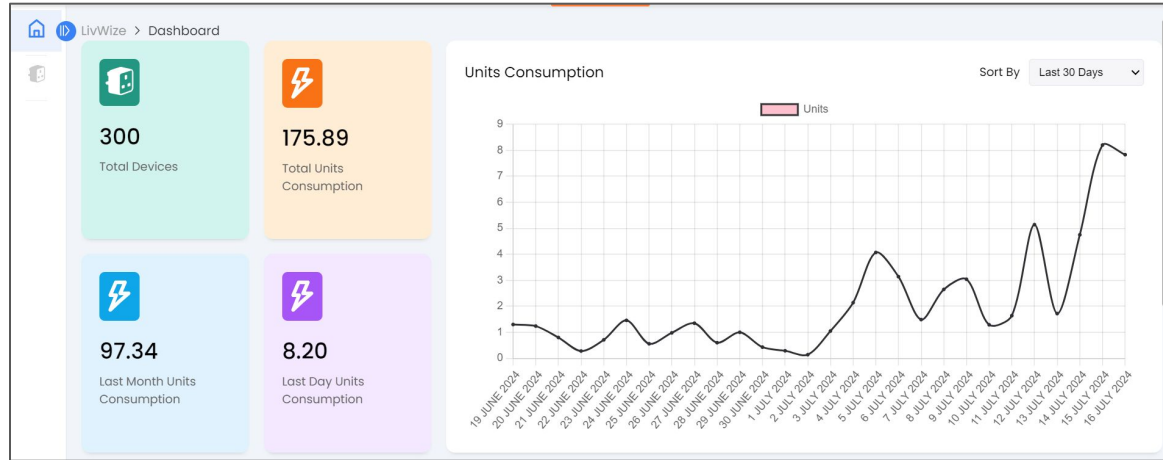 LivWize > Dashboard
300
Total Devices
175.89
Total Units
Consumption
97.34
Last Month Units
Consumption
8.20
Last Day Units
Consumption
Units Consumption
Sort By Last 30 Days
Units
9
8
7
6
5
4
3
2
1
0
19 JUNE 2024
20 JUNE 2024
21 JUNE 2024
22 JUNE 2024
23 JUNE 2024
24 JUNE 2024
25 JUNE 2024
26 JUNE 2024
27 JUNE 2024
28 JUNE 2024
29 JUNE 2024
30 JUNE 2024
1 JULY 2024
2 JULY 2024
3 JULY 2024
4 JULY 2024
5 JULY 2024
6 JULY 2024
7 JULY 2024
8 JULY 2024
9 JULY 2024
10 JULY 2024
11 JULY 2024
12 JULY 2024
13 JULY 2024
14 JULY 2024
15 JULY 2024
16 JULY 2024